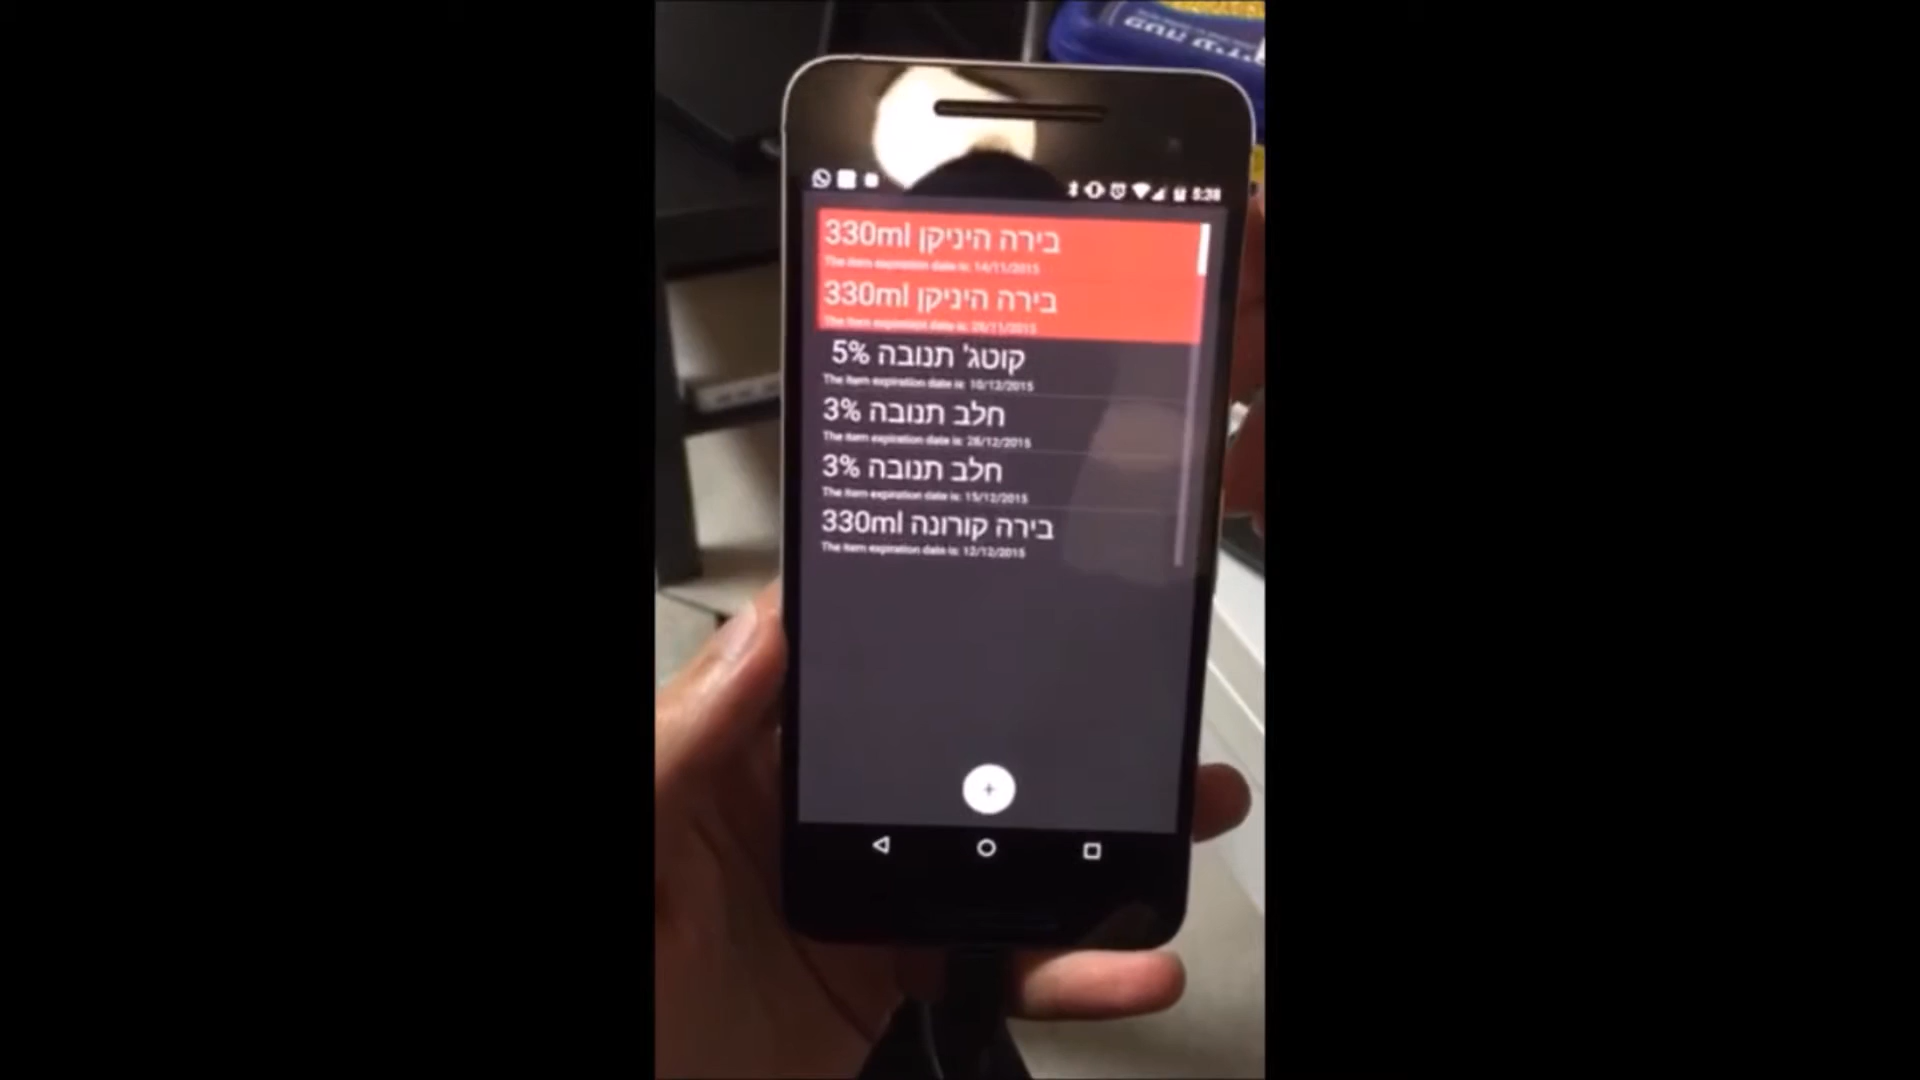 5:38
בירה היניקן 330ml
The item expiration date is: 14/11/2015
בירה היניקן 330ml
The item expiration date is: 28/11/2015
קוטג' תנובה 5%
The item expiration date is: 10/12/2015
חלב תנובה 3%
The item expiration date is: 28/12/2015
חלב תנובה 3%
The item expiration date is: 15/12/2015
בירה קורונה 330ml
The item expiration date is: 12/12/2015
+